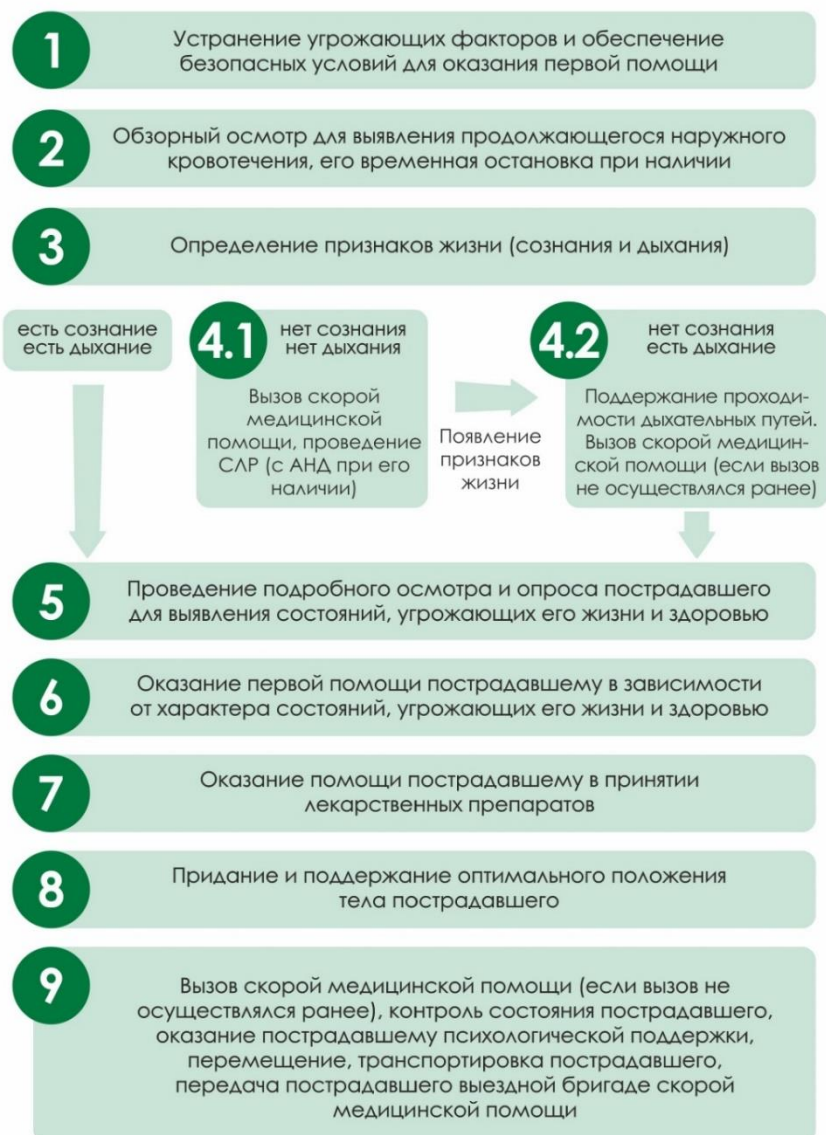 1
Устранение угрожающих факторов и обеспечение
безопасных условий для оказания первой помощи
2
Обзорный осмотр для выявления продолжающегося наружного
кровотечения, его временная остановка при наличии
3
Определение признаков жизни (сознания и дыхания)
есть сознание
есть дыхание
4.1
нет сознания
нет дыхания
Вызов скорой
медицинской
помощи, проведение
СЛР (с АНД при его
наличии)
Появление
признаков
жизни
4.2
нет сознания
есть дыхание
Поддержание проходи-
мости дыхательных путей.
Вызов скорой медицин-
ской помощи (если вызов
не осуществлялся ранее)
5
Проведение подробного осмотра и опроса пострадавшего
для выявления состояний, угрожающих его жизни и здоровью
6
Оказание первой помощи пострадавшему в зависимости
от характера состояний, угрожающих его жизни и здоровью
7
Оказание помощи пострадавшему в принятии
лекарственных препаратов
8
Придание и поддержание оптимального положения
тела пострадавшего
9
Вызов скорой медицинской помощи (если вызов не
осуществлялся ранее), контроль состояния пострадавшего,
оказание пострадавшему психологической поддержки,
перемещение, транспортировка пострадавшего,
передача пострадавшего выездной бригаде скорой
медицинской помощи